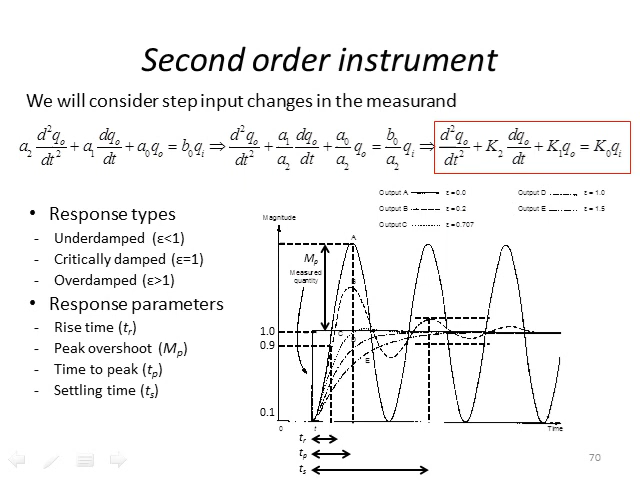 Second order instrument
We will consider step input changes in the measurand
a₂ d²qₒ/dt² + a₁ dqₒ/dt + a₀qₒ = b₀qᵢ ⇒ d²qₒ/dt² + a₁/a₂ dqₒ/dt + a₀/a₂ qₒ = b₀/a₂ qᵢ ⇒ d²qₒ/dt² + K₂ dqₒ/dt + K₁qₒ = K₀qᵢ
• Response types
- Underdamped (ε<1)
- Critically damped (ε=1)
- Overdamped (ε>1)
• Response parameters
- Rise time (tr)
- Peak overshoot (Mp)
- Time to peak (tp)
- Settling time (ts)
Output A ε = 0.0
Output D ε = 1.0
Output B ε = 0.2
Output E ε = 1.5
Output C ε = 0.707
Magnitude
A
Mp
Measured
quantity
B
1.0
0.9
E
0.1
0 t Time
tr
tp
ts
70